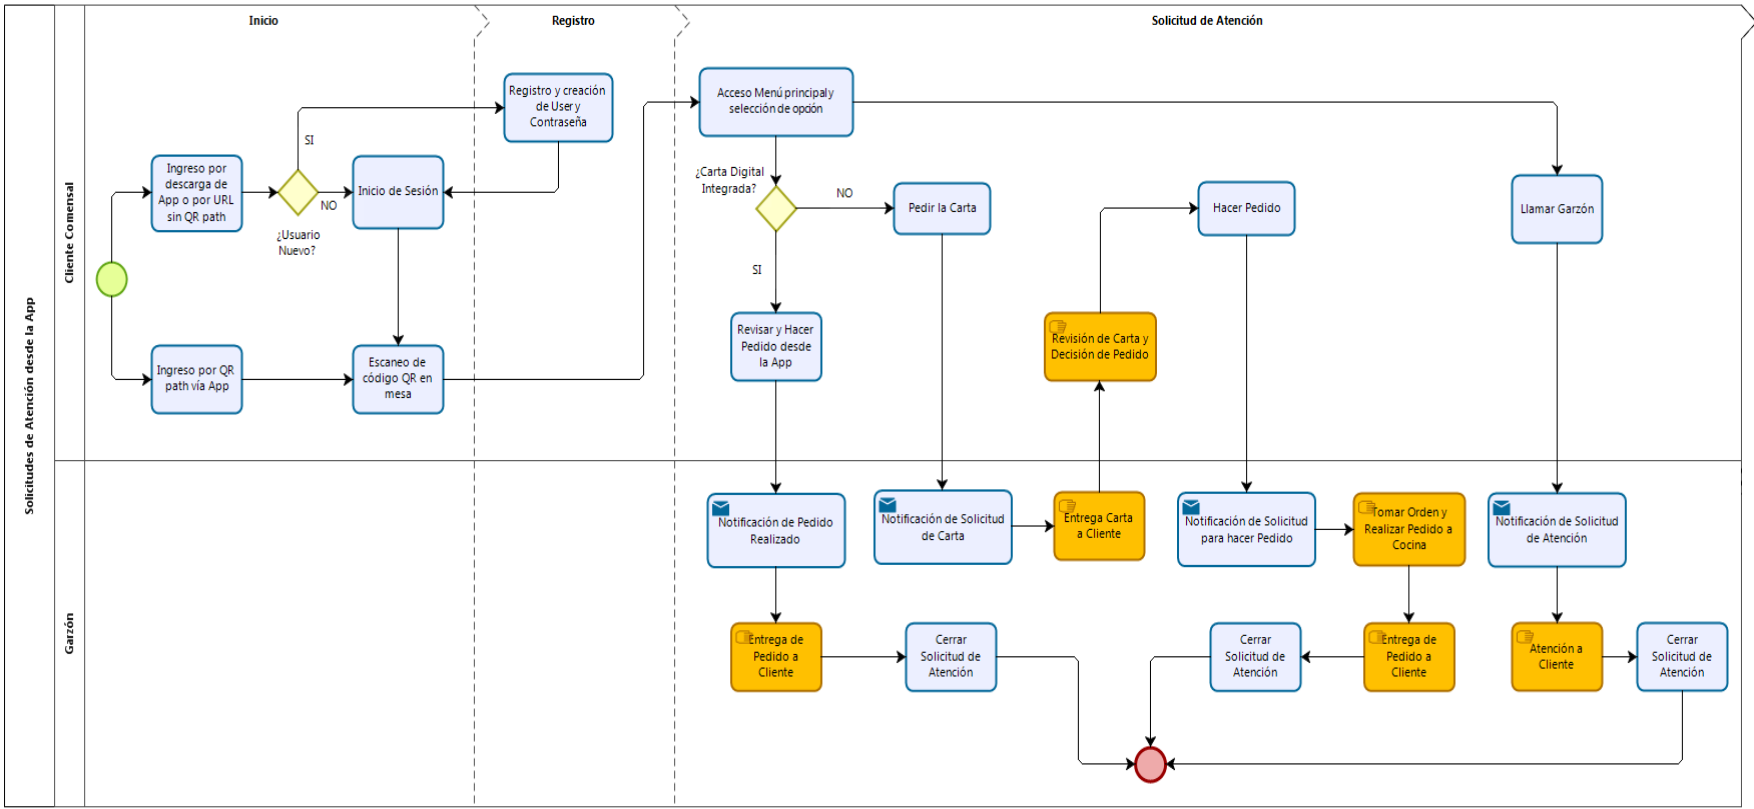 Inicio
Registro
Solicitud de Atención
Solicitudes de Atención desde la App
Cliente Comensal
Garzón
Registro y creación
de User y
Contraseña
Acceso Menú principal y
selección de opción
SI
Ingreso por
descarga de
App o por URL
sin QR path
NO
¿Usuario
Nuevo?
Inicio de Sesión
¿Carta Digital
Integrada?
NO
SI
Pedir la Carta
Hacer Pedido
Llamar Garzón
Ingreso por QR
path vía App
Escaneo de
código QR en
mesa
Revisar y Hacer
Pedido desde
la App
Revisión de Carta y
Decisión de Pedido
Notificación de Pedido
Realizado
Notificación de Solicitud
de Carta
Entrega Carta
a Cliente
Notificación de Solicitud
para hacer Pedido
Tomar Orden y
Realizar Pedido a
Cocina
Notificación de Solicitud
de Atención
Entrega de
Pedido a
Cliente
Cerrar
Solicitud de
Atención
Cerrar
Solicitud de
Atención
Entrega de
Pedido a
Cliente
Atención a
Cliente
Cerrar
Solicitud de
Atención